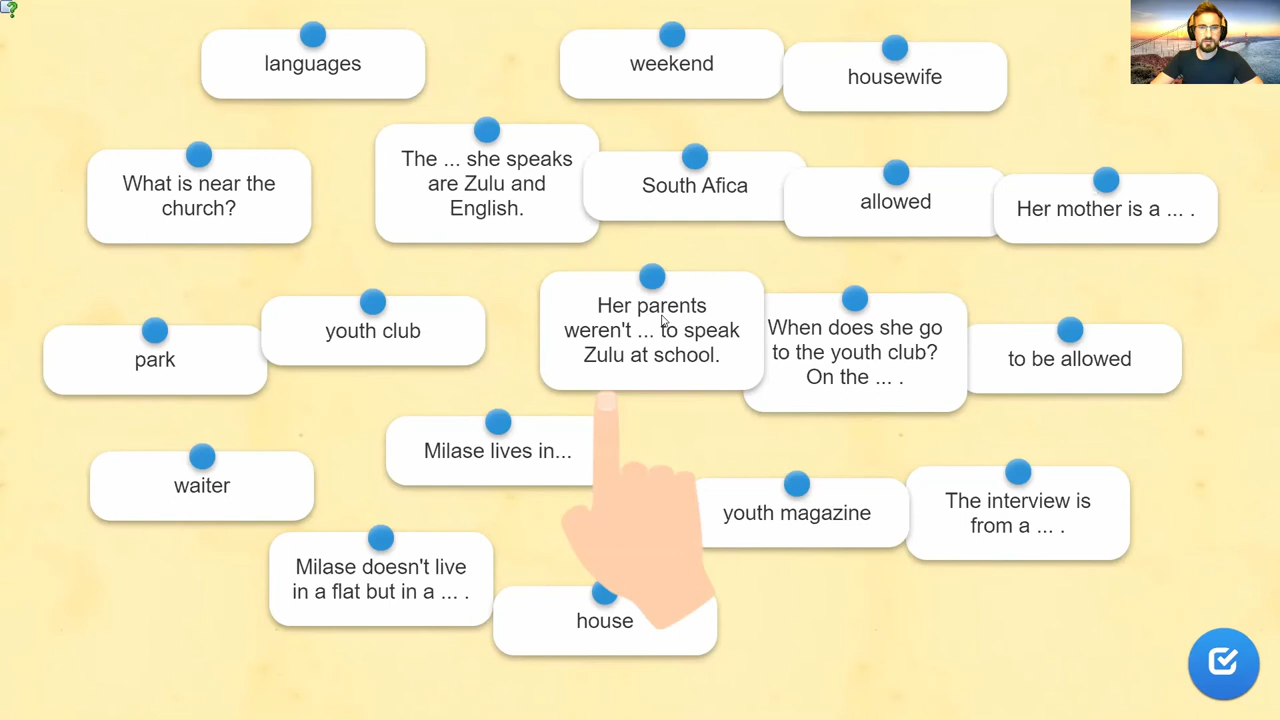 languages
weekend
housewife
What is near the
church?
The ... she speaks
are Zulu and
English.
South Afica
allowed
Her mother is a ... .
park
youth club
Her parents
weren't ... to speak
Zulu at school.
When does she go
to the youth club?
On the ... .
to be allowed
waiter
Milase lives in...
youth magazine
The interview is
from a ... .
Milase doesn't live
in a flat but in a ... .
house